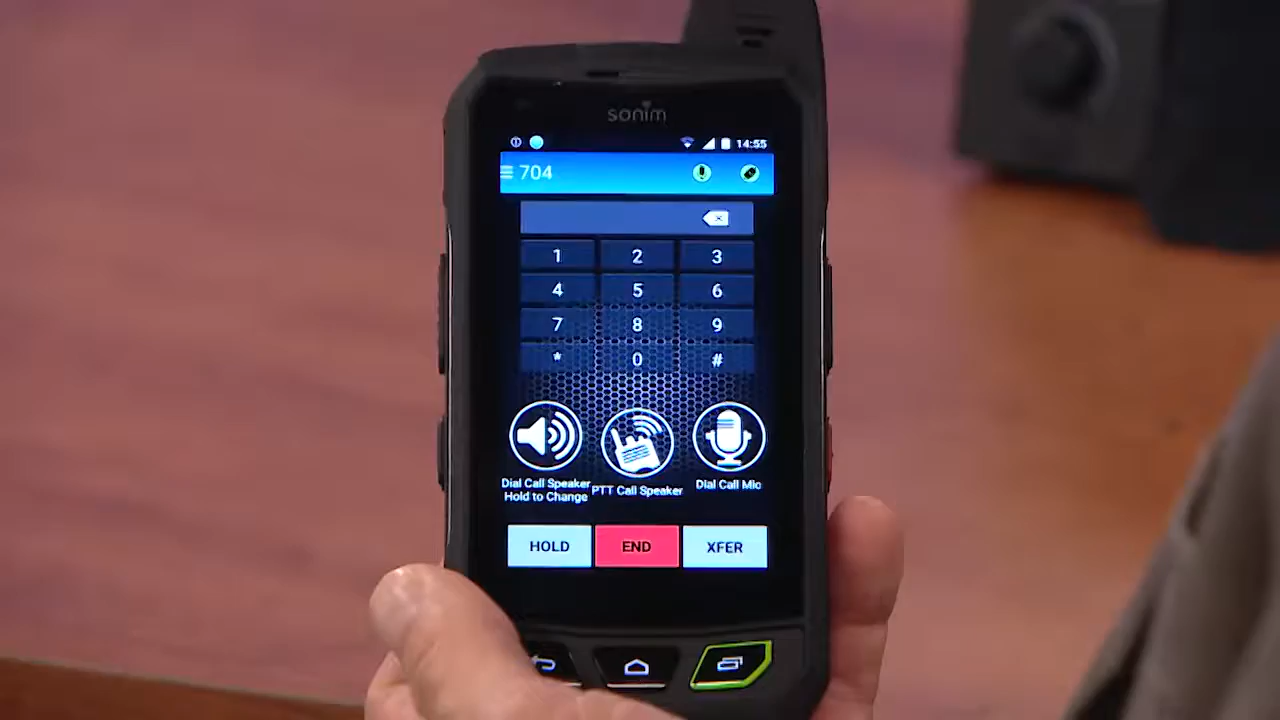 sonim
14:55
704
1 2 3
4 5 6
7 8 9
* 0 #
Dial Call Speaker
Hold to Change
PTT Call Speaker
Dial Call Mic
HOLD END XFER